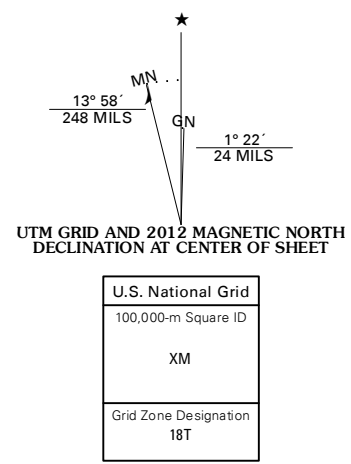 ★
MN
GN
13° 58´
248 MILS
1° 22´
24 MILS
UTM GRID AND 2012 MAGNETIC NORTH
DECLINATION AT CENTER OF SHEET
U.S. National Grid
100,000-m Square ID
XM
Grid Zone Designation
18T